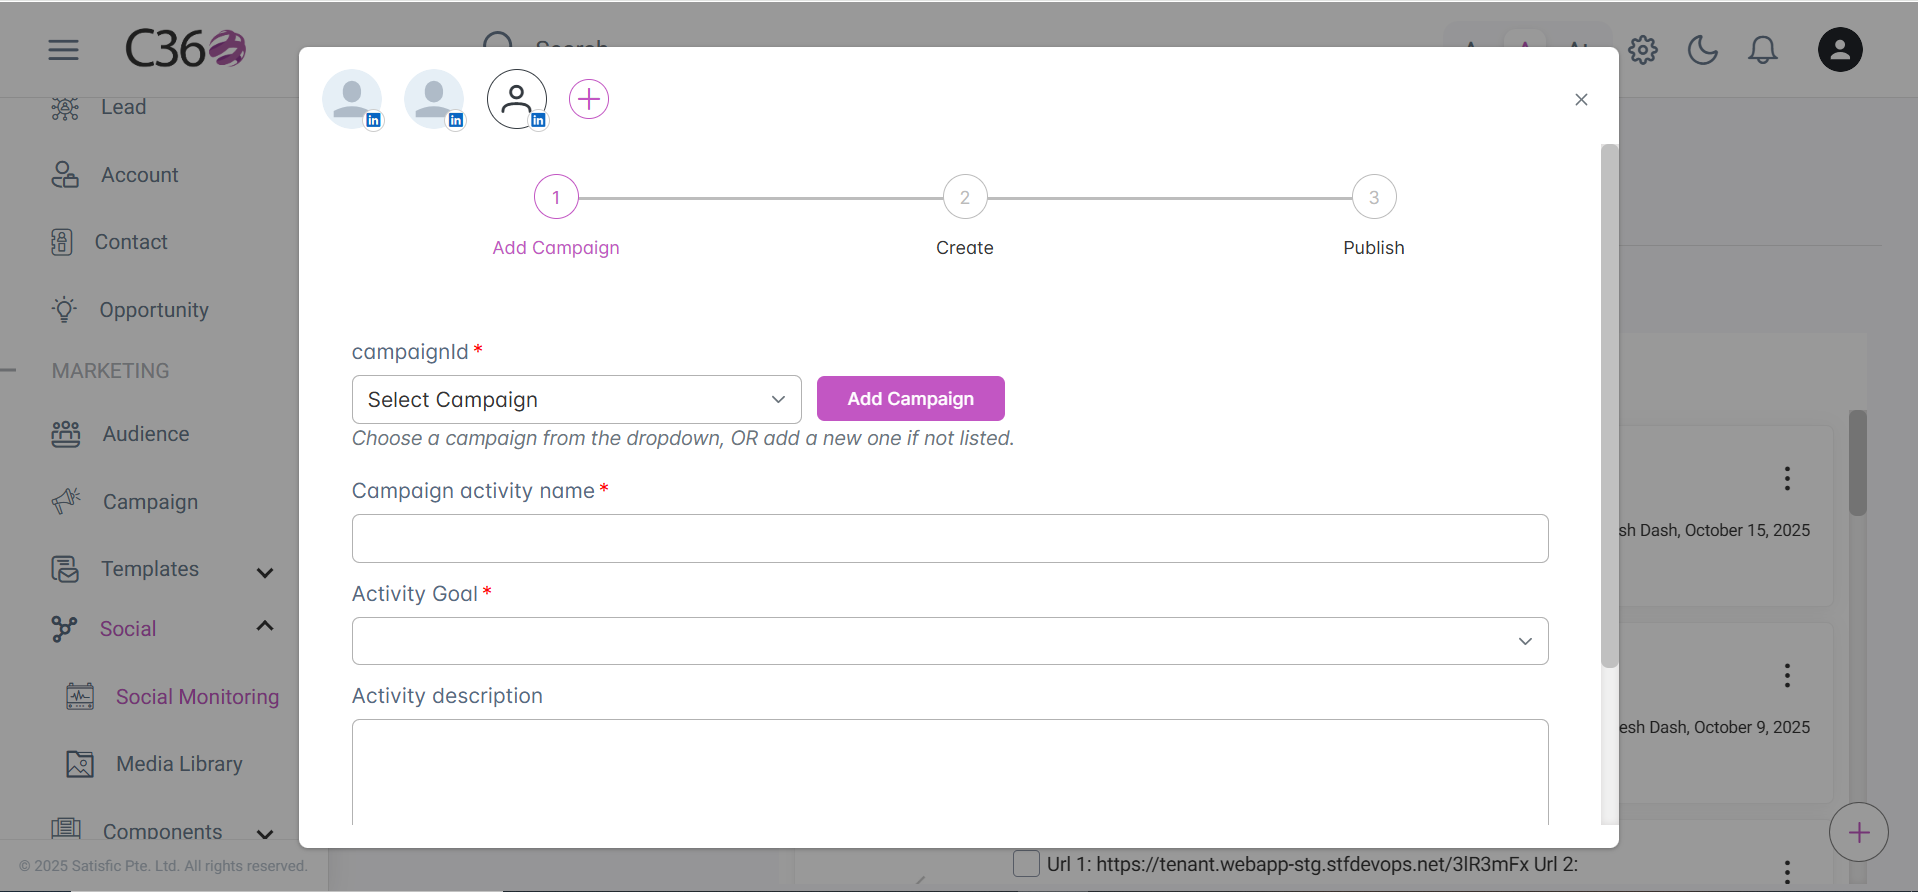 C360
Lead
Account
Contact
Opportunity
MARKETING
Audience
Campaign
Templates
Social
Social Monitoring
Media Library
Components
© 2025 Satisfic Pte. Ltd. All rights reserved.
in
in
in
1
2
3
Add Campaign
Create
Publish
campaignId *
Select Campaign
Add Campaign
Choose a campaign from the dropdown, OR add a new one if not listed.
Campaign activity name *
Activity Goal *
Activity description
sh Dash, October 15, 2025
esh Dash, October 9, 2025
Url 1: https://tenant.webapp-stg.stfdevops.net/3lR3mFx Url 2: